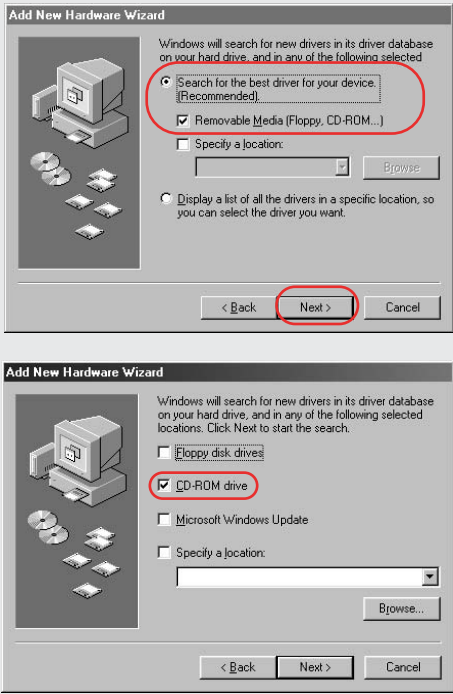 Add New Hardware Wizard
Windows will search for new drivers in its driver database
on your hard drive, and in any of the following selected
Search for the best driver for your device.
(Recommended).
Removable Media (Floppy, CD-ROM...)
Specify a location:
Browse
Display a list of all the drivers in a specific location, so
you can select the driver you want.
< Back
Next >
Cancel
Add New Hardware Wizard
Windows will search for new drivers in its driver database
on your hard drive, and in any of the following selected
locations. Click Next to start the search.
Floppy disk drives
CD-ROM drive
Microsoft Windows Update
Specify a location:
Browse...
< Back
Next >
Cancel